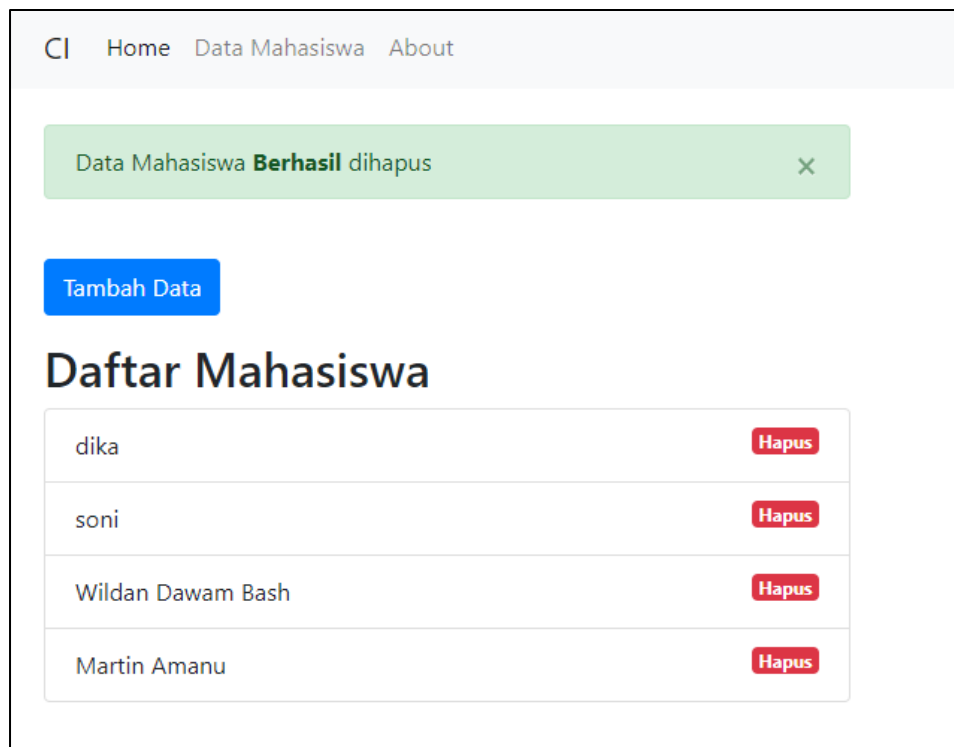 CI Home Data Mahasiswa About
Data Mahasiswa Berhasil dihapus ×
Tambah Data
Daftar Mahasiswa
dika Hapus
soni Hapus
Wildan Dawam Bash Hapus
Martin Amanu Hapus